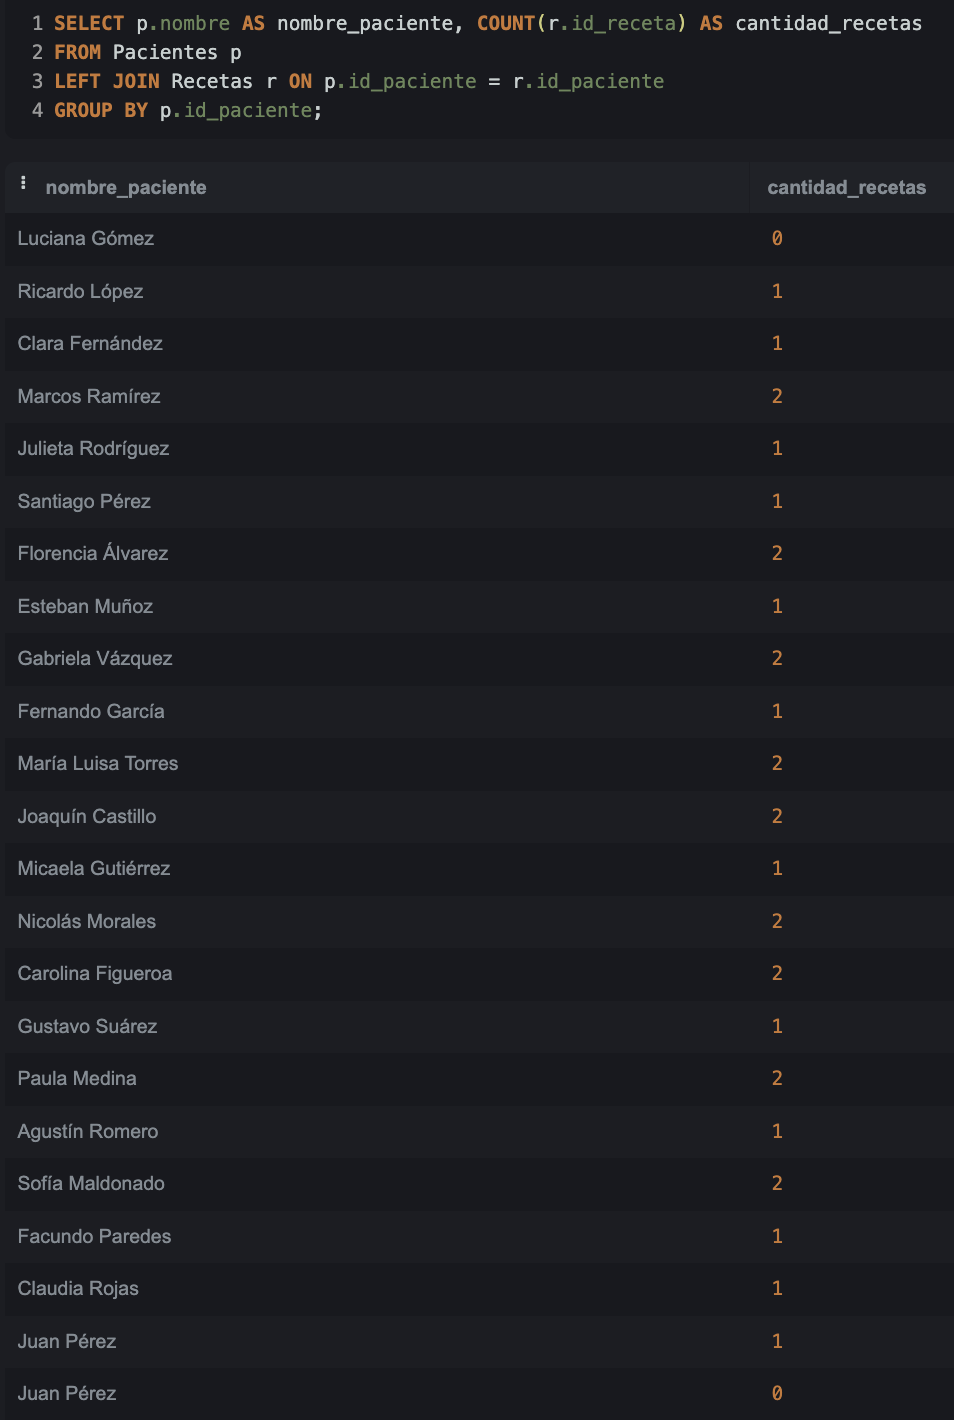 1 SELECT p.nombre AS nombre_paciente, COUNT(r.id_receta) AS cantidad_recetas
2 FROM Pacientes p
3 LEFT JOIN Recetas r ON p.id_paciente = r.id_paciente
4 GROUP BY p.id_paciente;
nombre_paciente cantidad_recetas
Luciana Gómez 0
Ricardo López 1
Clara Fernández 1
Marcos Ramírez 2
Julieta Rodríguez 1
Santiago Pérez 1
Florencia Álvarez 2
Esteban Muñoz 1
Gabriela Vázquez 2
Fernando García 1
María Luisa Torres 2
Joaquín Castillo 2
Micaela Gutiérrez 1
Nicolás Morales 2
Carolina Figueroa 2
Gustavo Suárez 1
Paula Medina 2
Agustín Romero 1
Sofía Maldonado 2
Facundo Paredes 1
Claudia Rojas 1
Juan Pérez 1
Juan Pérez 0